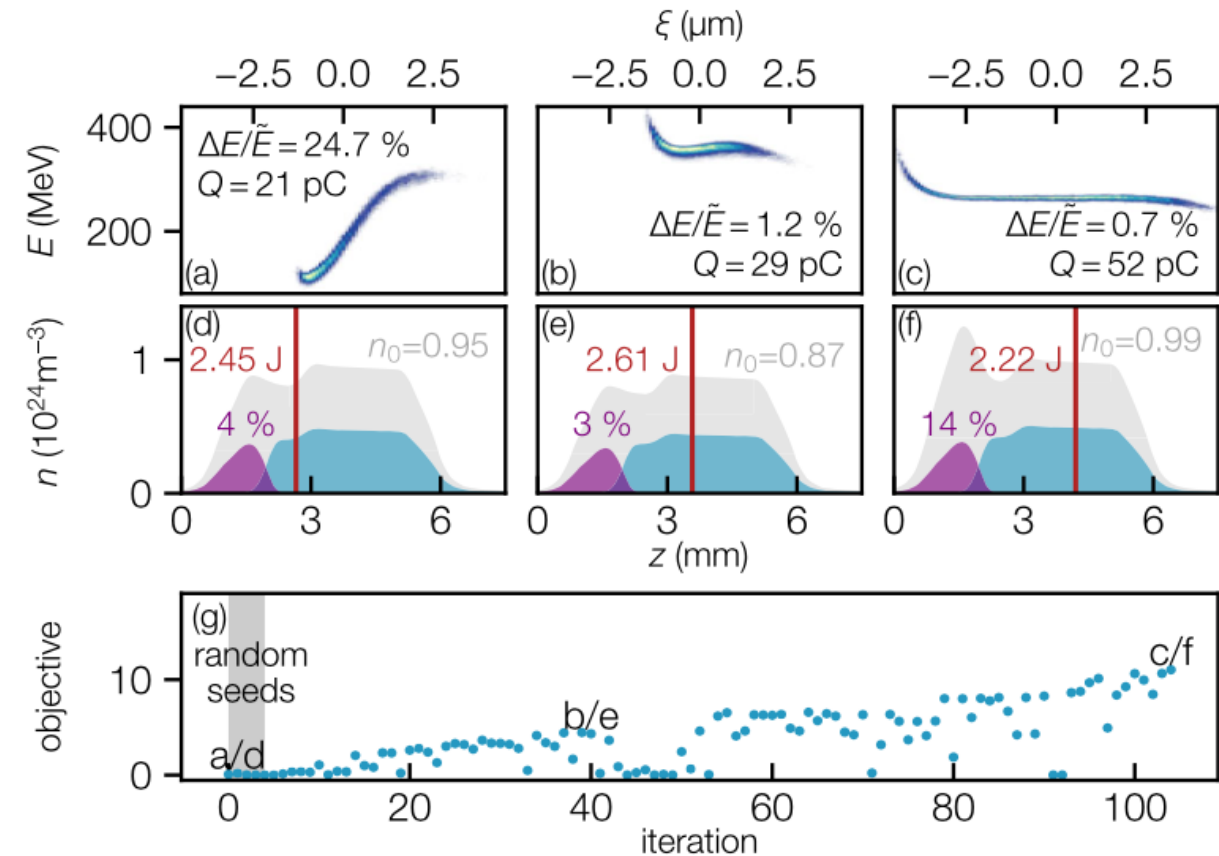 ξ (μm)
−2.5 0.0 2.5 −2.5 0.0 2.5 −2.5 0.0 2.5
E (MeV)
400
200
ΔE/Ẽ = 24.7 %
Q = 21 pC
(a)
ΔE/Ẽ = 1.2 %
Q = 29 pC
(b)
ΔE/Ẽ = 0.7 %
Q = 52 pC
(c)
n (10²⁴m⁻³)
1
0
(d)
2.45 J
n₀=0.95
4 %
(e)
2.61 J
n₀=0.87
3 %
(f)
2.22 J
n₀=0.99
14 %
0 3 6 0 3 6 0 3 6
z (mm)
objective
10
0
(g)
random
seeds
a/d
b/e
c/f
0 20 40 60 80 100
iteration